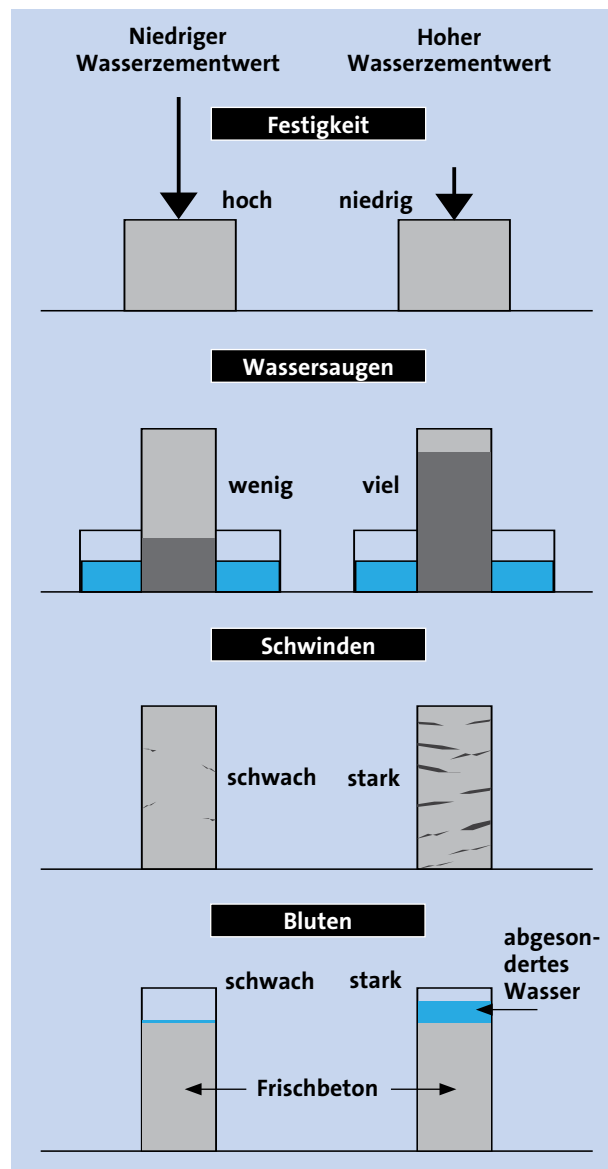 Niedriger
Wasserzementwert
Hoher
Wasserzementwert
Festigkeit
hoch
niedrig
Wassersaugen
wenig
viel
Schwinden
schwach
stark
Bluten
schwach
stark
abgeson-
dertes
Wasser
Frischbeton